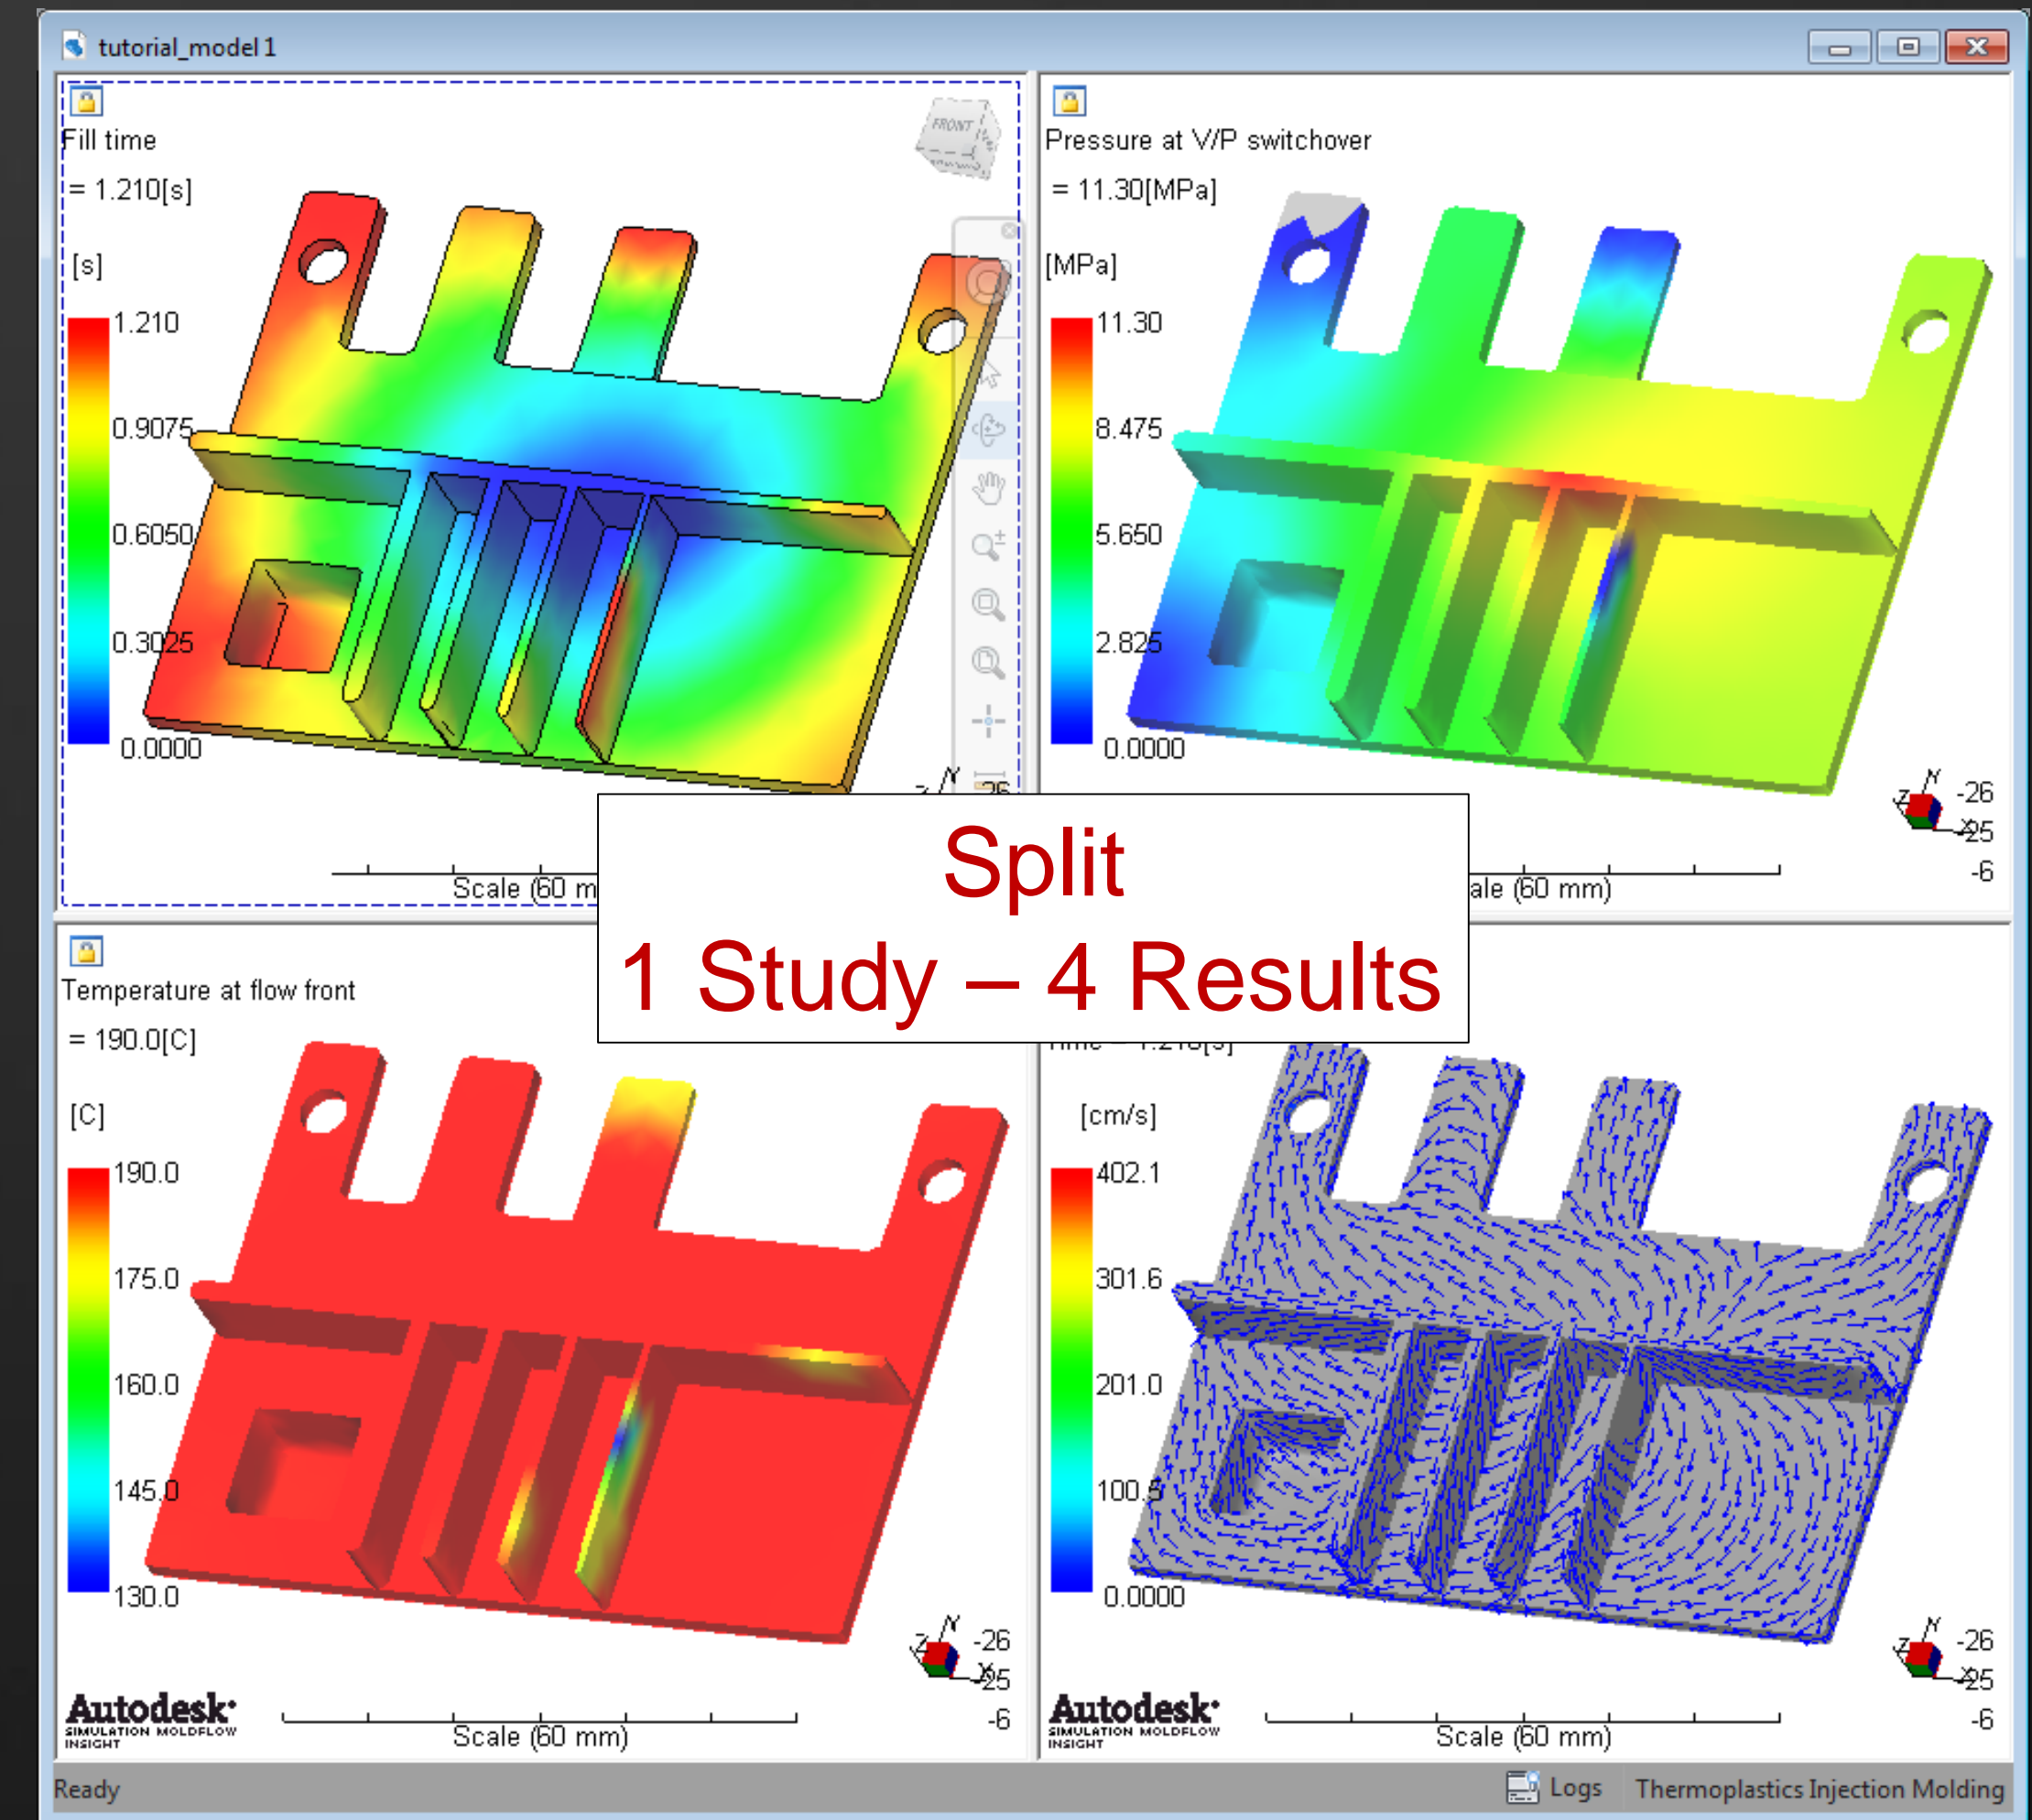 tutorial_model 1
Fill time
= 1.210[s]
[s]
1.210
0.9075
0.6050
0.3025
0.0000
FRONT
Scale (60 m
Pressure at V/P switchover
= 11.30[MPa]
[MPa]
11.30
8.475
5.650
2.825
0.0000
Z Y -26
X -25
-6
ale (60 mm)
Split
1 Study – 4 Results
Temperature at flow front
= 190.0[C]
[C]
190.0
175.0
160.0
145.0
130.0
Z Y -26
X -25
-6
Autodesk
SIMULATION MOLDFLOW
INSIGHT
Scale (60 mm)
[cm/s]
402.1
301.6
201.0
100.5
0.0000
Z Y -26
X -25
-6
Autodesk
SIMULATION MOLDFLOW
INSIGHT
Scale (60 mm)
Ready
Logs
Thermoplastics Injection Molding